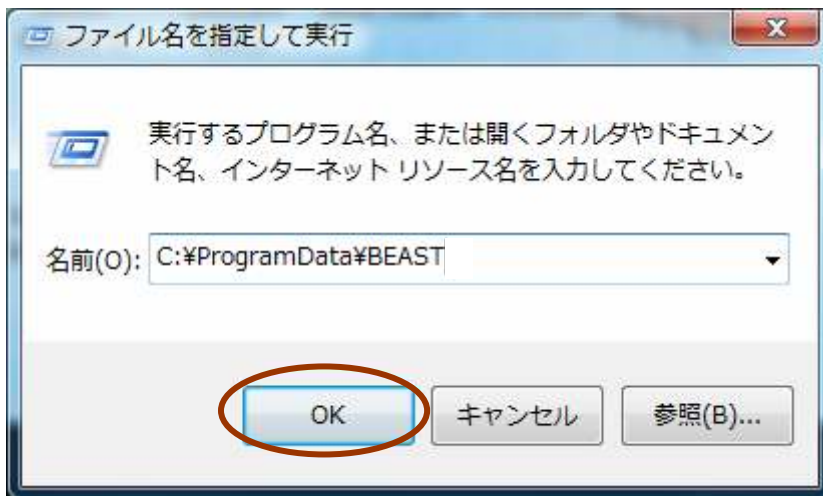 ファイル名を指定して実行
実行するプログラム名、または開くフォルダやドキュメン
ト名、インターネット リソース名を入力してください。
名前(O): C:¥ProgramData¥BEAST
OK キャンセル 参照(B)...